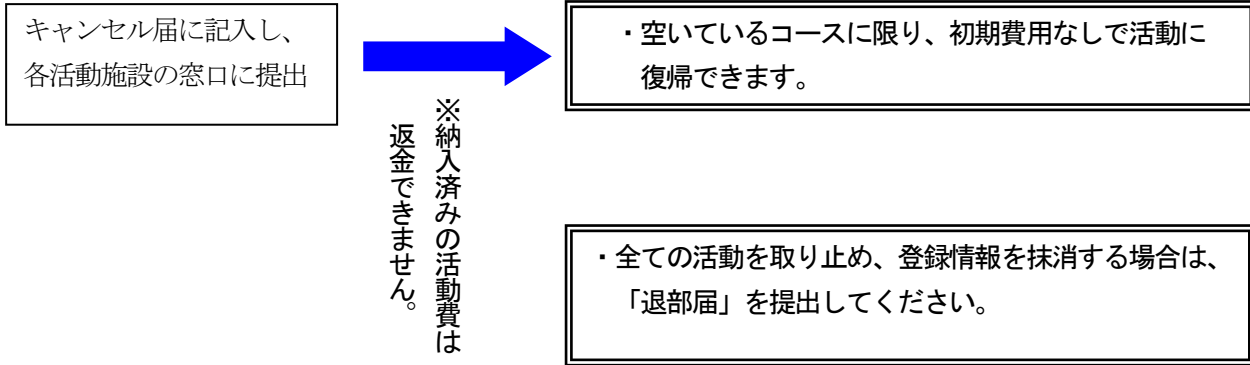 キャンセル届に記入し、
各活動施設の窓口に提出
・空いているコースに限り、初期費用なしで活動に
復帰できます。
※納入済みの活動費は
返金できません。
・全ての活動を取り止め、登録情報を抹消する場合は、
「退部届」を提出してください。